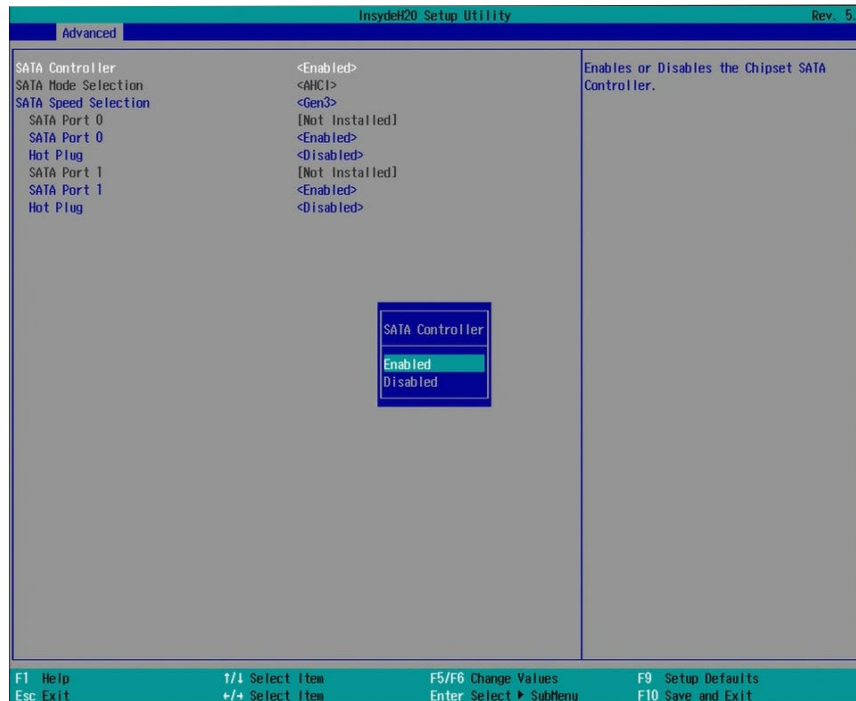 InsydeH20 Setup Utility Rev. 5.
Advanced
SATA Controller <Enabled>
SATA Mode Selection <AHCI>
SATA Speed Selection <Gen3>
SATA Port 0 [Not Installed]
SATA Port 0 <Enabled>
Hot Plug <Disabled>
SATA Port 1 [Not Installed]
SATA Port 1 <Enabled>
Hot Plug <Disabled>
Enables or Disables the Chipset SATA
Controller.
SATA Controller
Enabled
Disabled
F1 Help ↑/↓ Select Item F5/F6 Change Values F9 Setup Defaults
Esc Exit ←/→ Select Item Enter Select ▶ SubMenu F10 Save and Exit